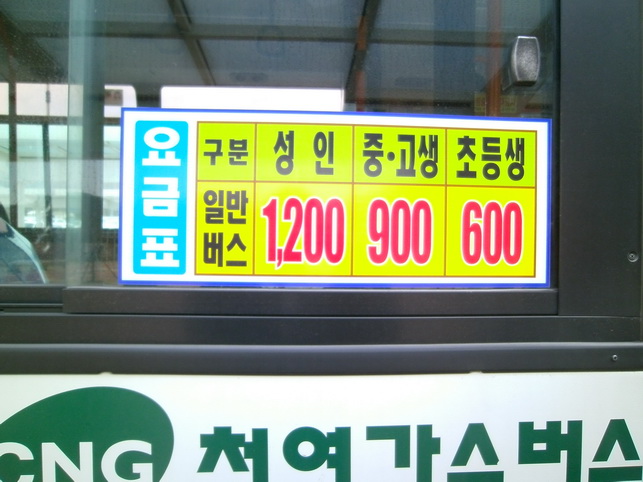 요금표
구분 성인 중·고생 초등생
일반버스 1,200 900 600
CNG 천연가스버스